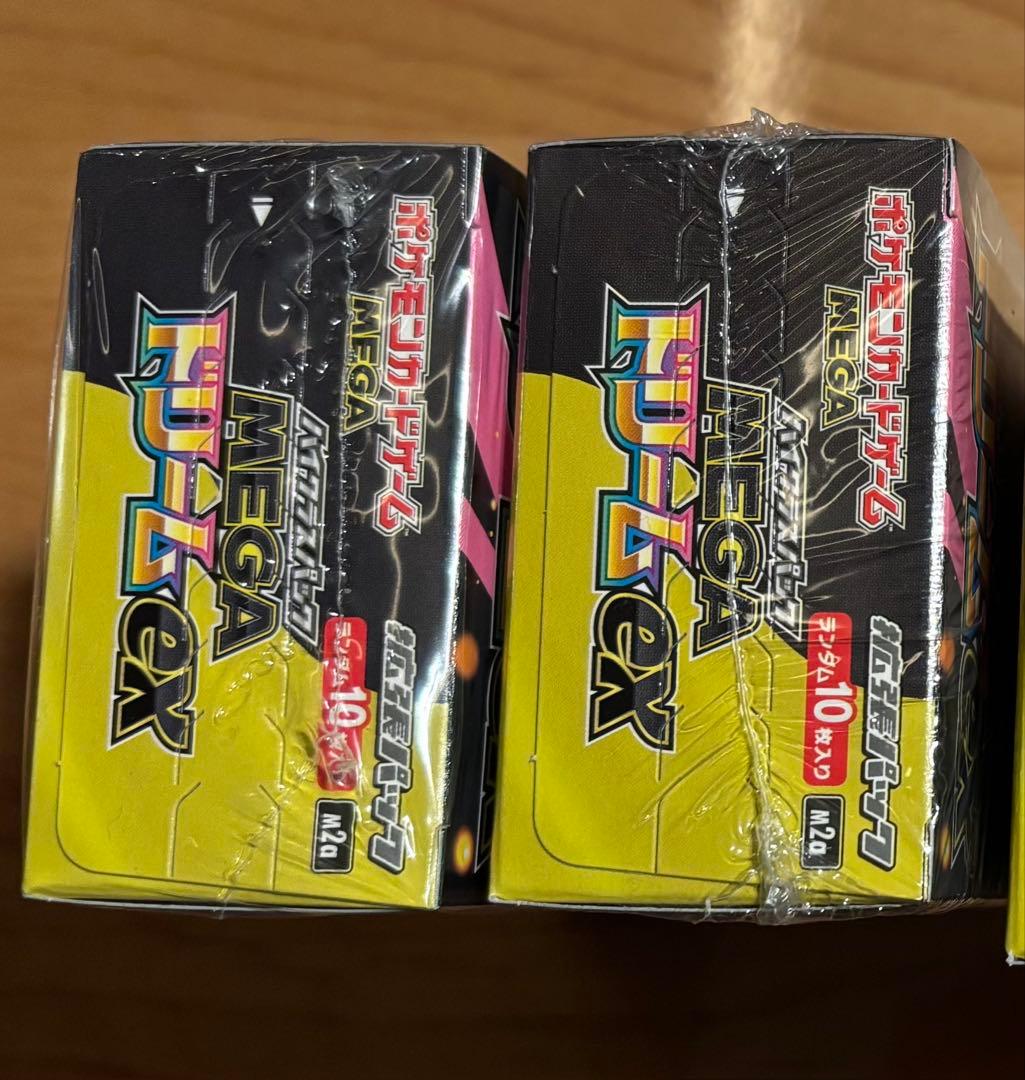 ポケモンカードゲーム
MEGA
拡張パック
ハイクラスパック
MEGA
ドリームex
ランダム10枚入り
M2a
ポケモンカードゲーム
MEGA
拡張パック
ハイクラスパック
MEGA
ドリームex
ランダム10枚入り
M2a